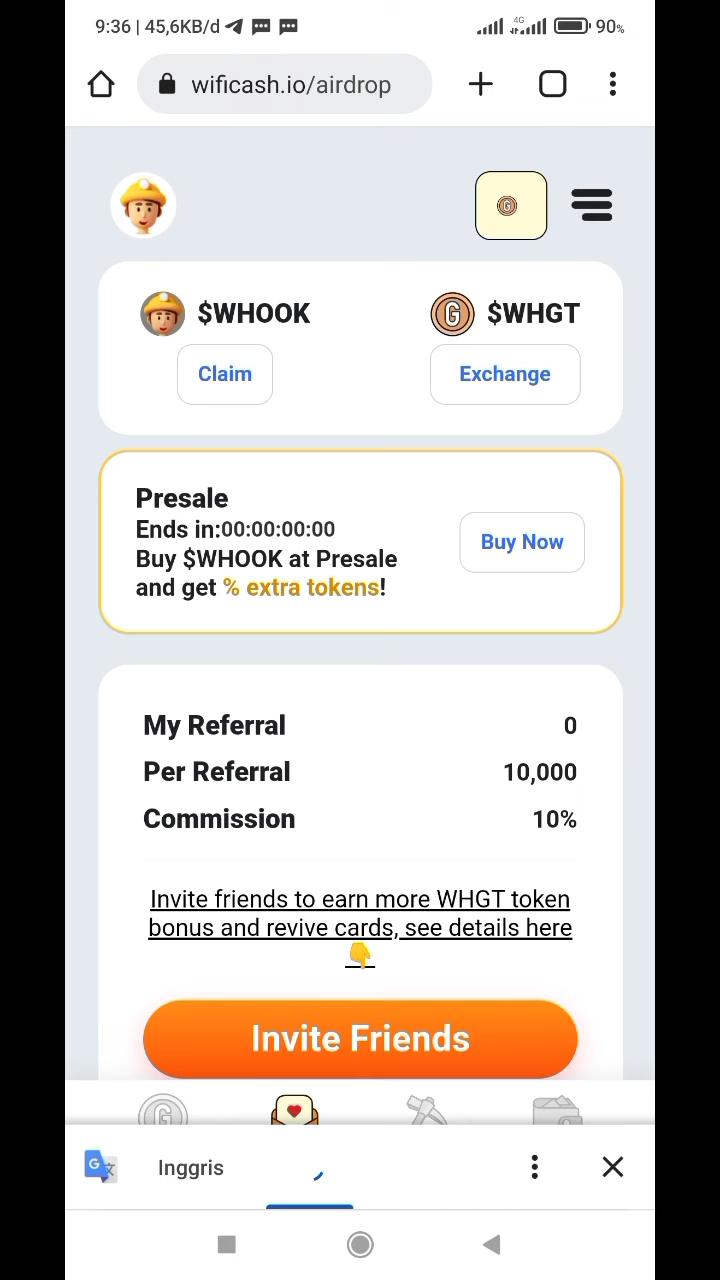 9:36 | 45,6KB/d 4G 90%
wificash.io/airdrop
G
$WHOOK G $WHGT
Claim Exchange
Presale
Ends in:00:00:00:00
Buy $WHOOK at Presale
and get % extra tokens!
Buy Now
My Referral 0
Per Referral 10,000
Commission 10%
Invite friends to earn more WHGT token
bonus and revive cards, see details here
👇
Invite Friends
G
G 文 Inggris